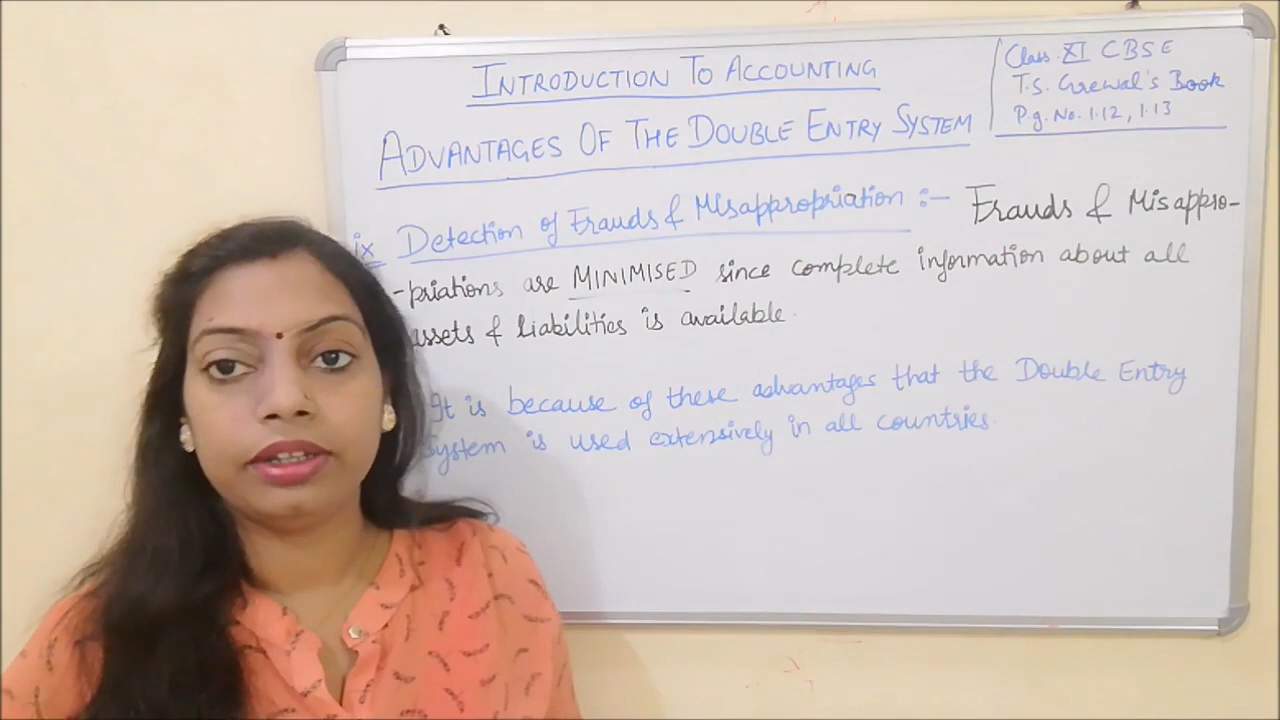 INTRODUCTION TO ACCOUNTING
Class XI CBSE
T.S. Grewal's Book
P.g. No. 1.12, 1.13
ADVANTAGES OF THE DOUBLE ENTRY SYSTEM
ix Detection of Frauds & Misappropriation :- Frauds & Misappro-
-priations are MINIMISED since complete information about all
assets & liabilities is available.
It is because of these advantages that the Double Entry
System is used extensively in all countries.